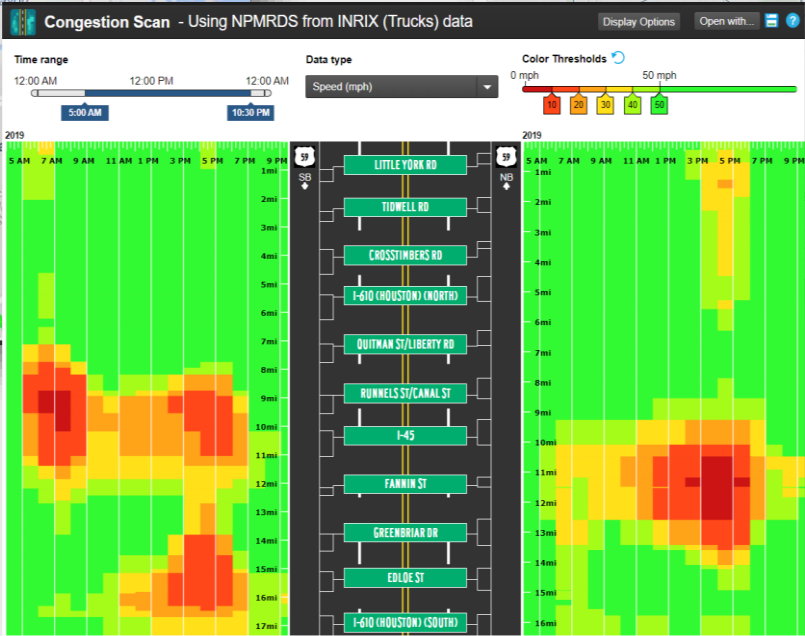 Congestion Scan - Using NPMRDS from INRIX (Trucks) data
Display Options
Open with...
?
Time range
12:00 AM 12:00 PM 12:00 AM
5:00 AM 10:30 PM
Data type
Speed (mph)
Color Thresholds
0 mph 50 mph
10 20 30 40 50
2019
5 AM 7 AM 9 AM 11 AM 1 PM 3 PM 5 PM 7 PM 9 PM
1mi
2mi
3mi
4mi
5mi
6mi
7mi
8mi
9mi
10mi
11mi
12mi
13mi
14mi
15mi
16mi
17mi
59
SB
LITTLE YORK RD
TIDWELL RD
CROSSTIMBERS RD
I-610 (HOUSTON) (NORTH)
QUITMAN ST/LIBERTY RD
RUNNELS ST/CANAL ST
I-45
FANNIN ST
GREENBRIAR DR
EDLOE ST
I-610 (HOUSTON) (SOUTH)
59
NB
2019
5 AM 7 AM 9 AM 11 AM 1 PM 3 PM 5 PM 7 PM 9 PM
1mi
2mi
3mi
4mi
5mi
6mi
7mi
8mi
9mi
10mi
11mi
12mi
13mi
14mi
15mi
16mi